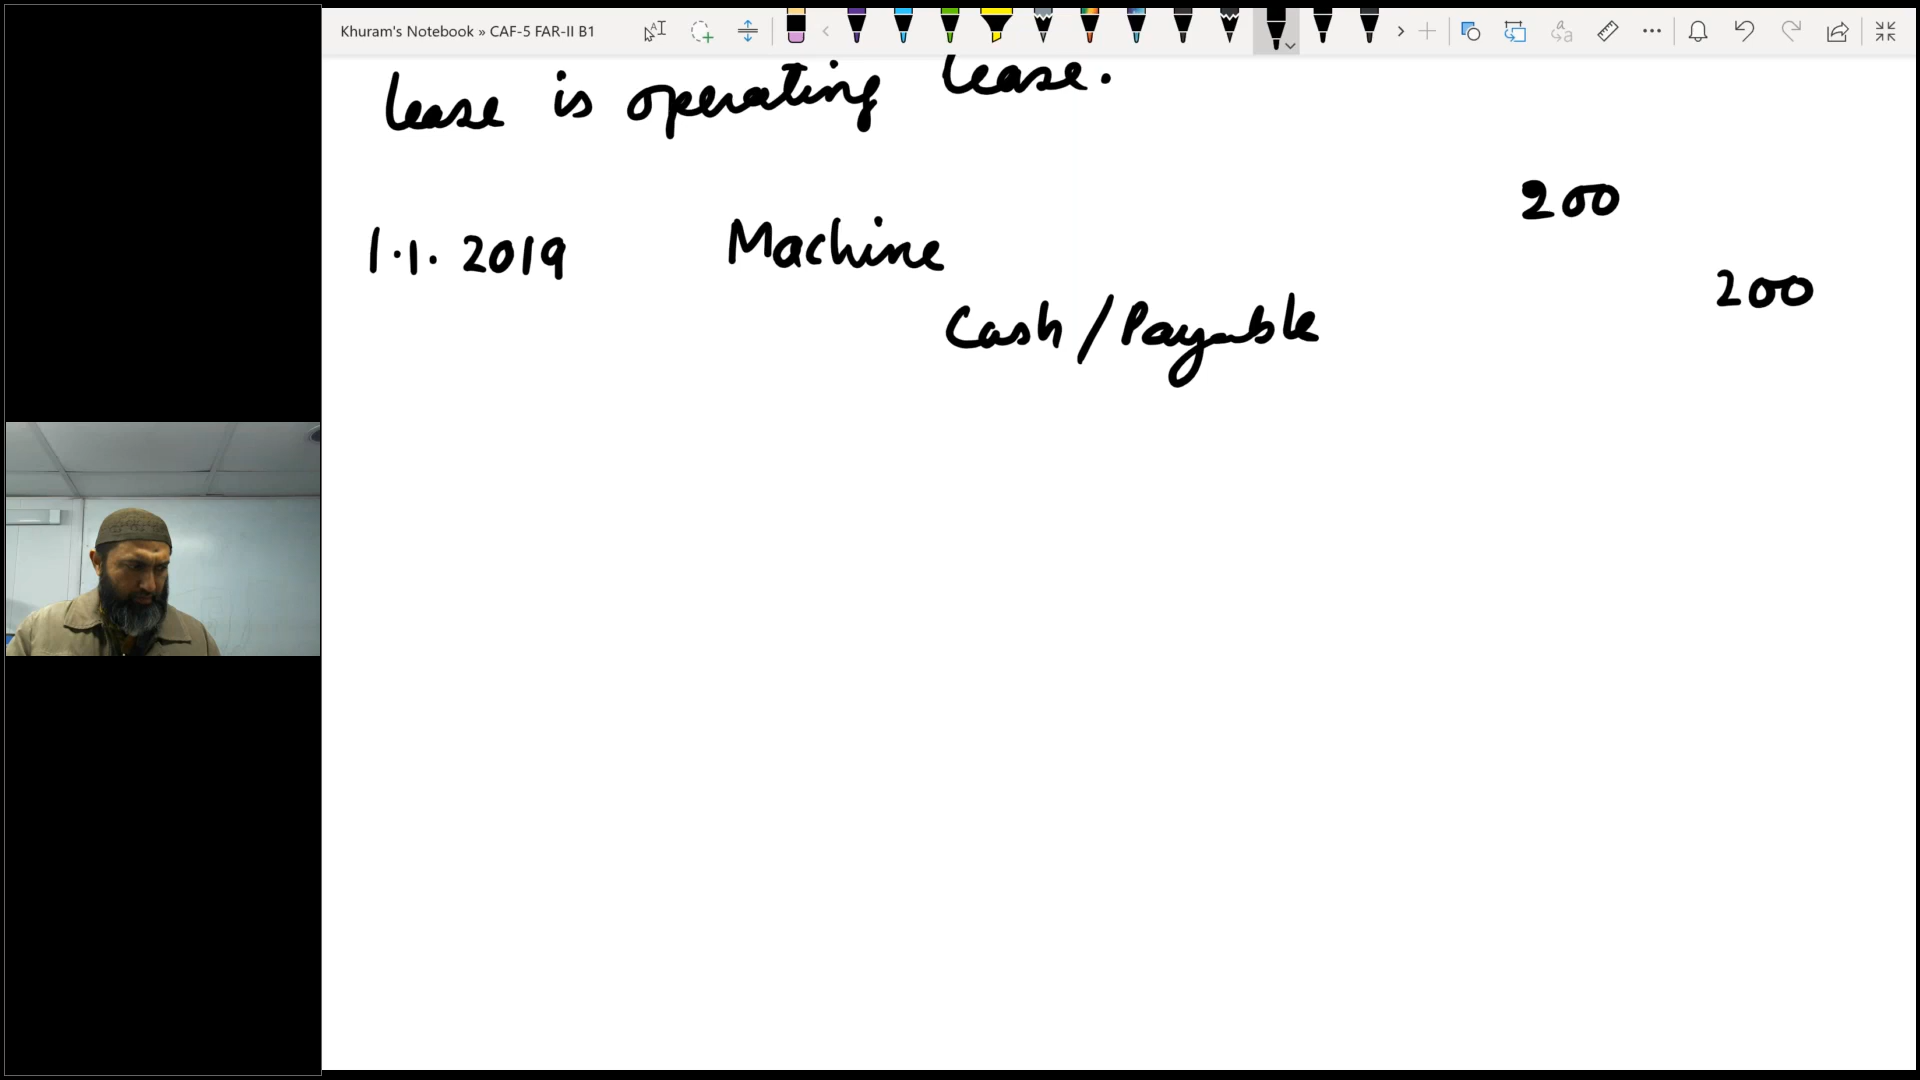 Khuram's Notebook » CAF-5 FAR-II B1
lease is operating lease.
1.1.2019 Machine 200
Cash/Payable 200